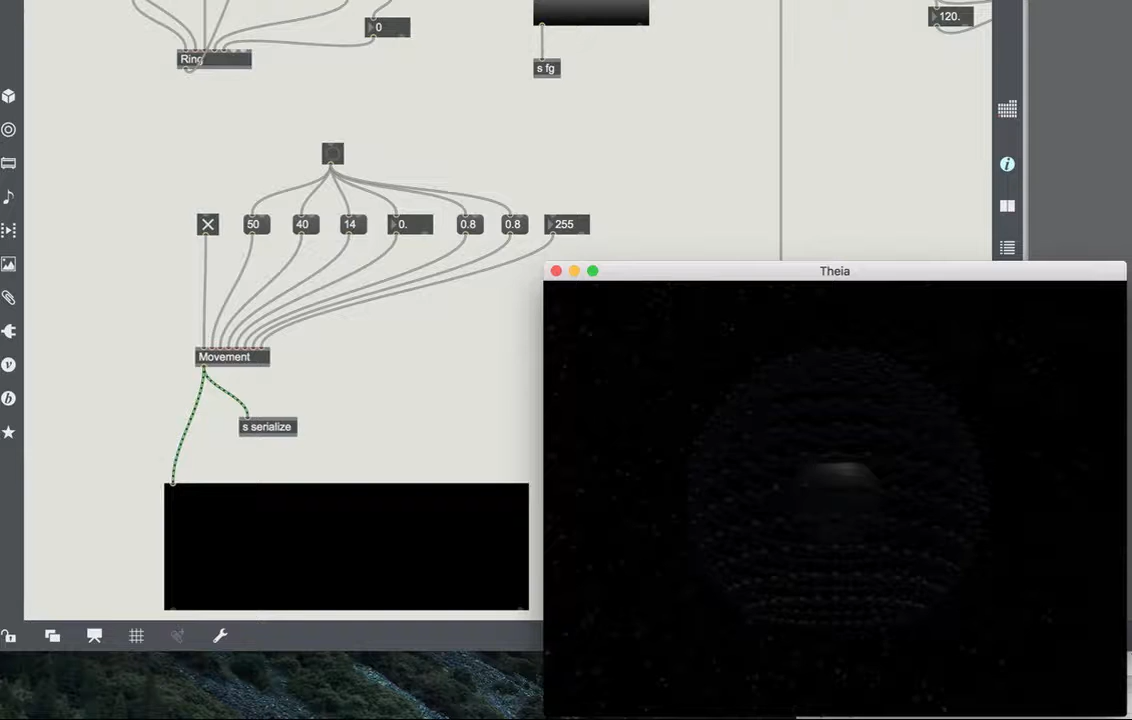 120.
0
Ring
s fg
50
40
14
0.
0.8
0.8
255
Theia
Movement
s serialize